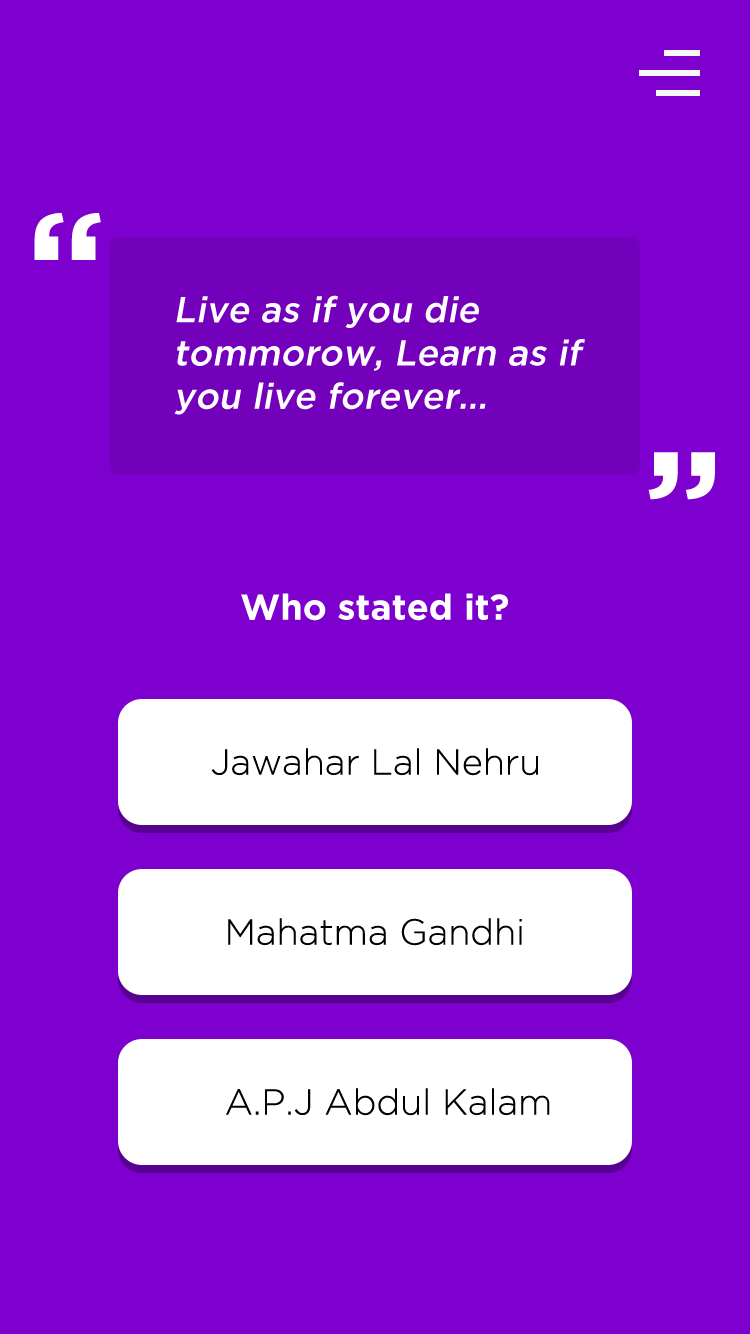 “
Live as if you die
tommorow, Learn as if
you live forever...
”
Who stated it?
Jawahar Lal Nehru
Mahatma Gandhi
A.P.J Abdul Kalam